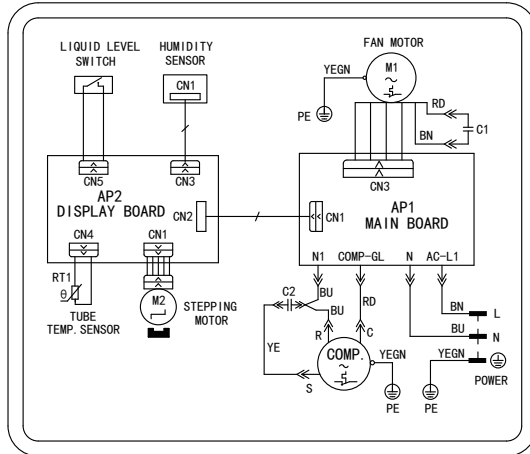 LIQUID LEVEL
SWITCH
HUMIDITY
SENSOR
CN1
FAN MOTOR
YEGN
M1
~
PE
RD
BN
C1
CN5
CN3
AP2
DISPLAY BOARD
CN2
CN4
CN1
CN3
CN1
AP1
MAIN BOARD
N1
COMP-GL
N
AC-L1
RT1
θ
TUBE
TEMP. SENSOR
M2
STEPPING
MOTOR
C2
BU
BU
RD
YE
R
C
S
COMP.
~
YEGN
PE
BN
L
BU
N
YEGN
POWER
PE